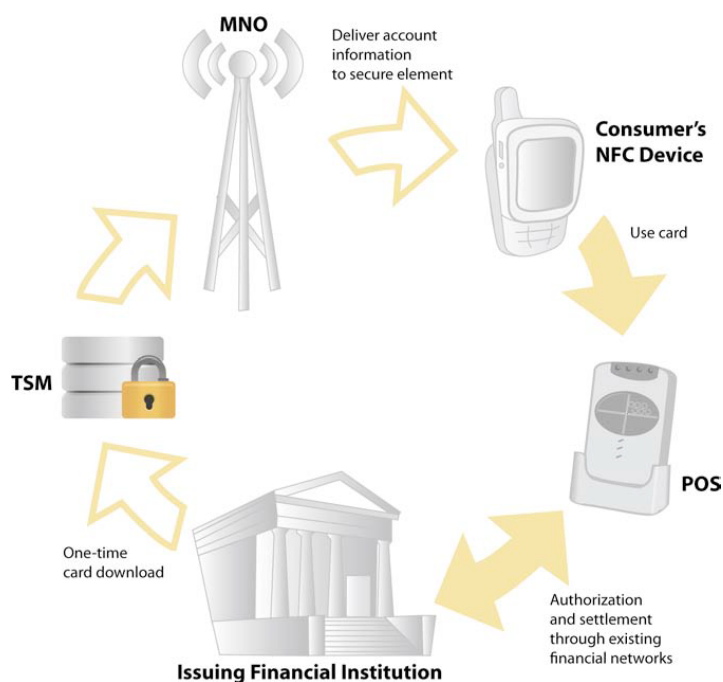 MNO
Deliver account
information
to secure element
Consumer's
NFC Device
Use card
TSM
POS
One-time
card download
Authorization
and settlement
through existing
financial networks
Issuing Financial Institution